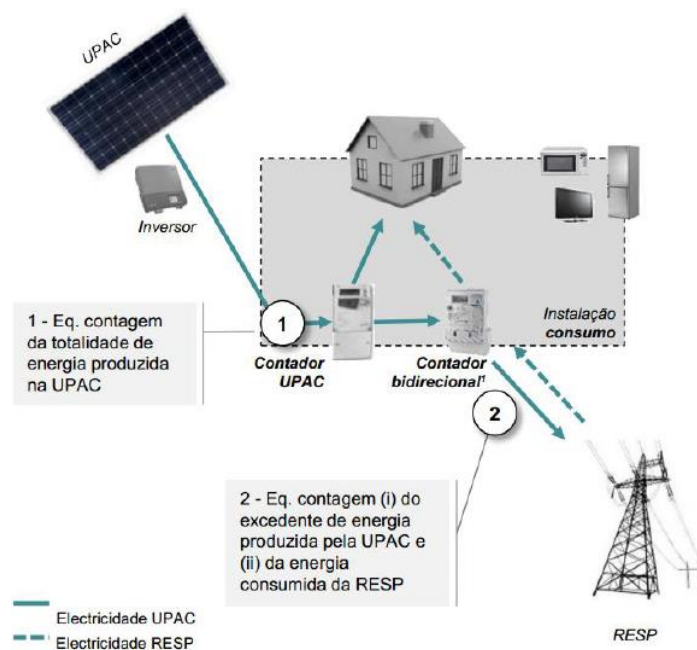 UPAC
Inversor
1 - Eq. contagem
da totalidade de
energia produzida
na UPAC
1
Contador
UPAC
Contador
bidirecional¹
Instalação
consumo
2
2 - Eq. contagem (i) do
excedente de energia
produzida pela UPAC e
(ii) da energia
consumida da RESP
Electricidade UPAC
Electricidade RESP
RESP